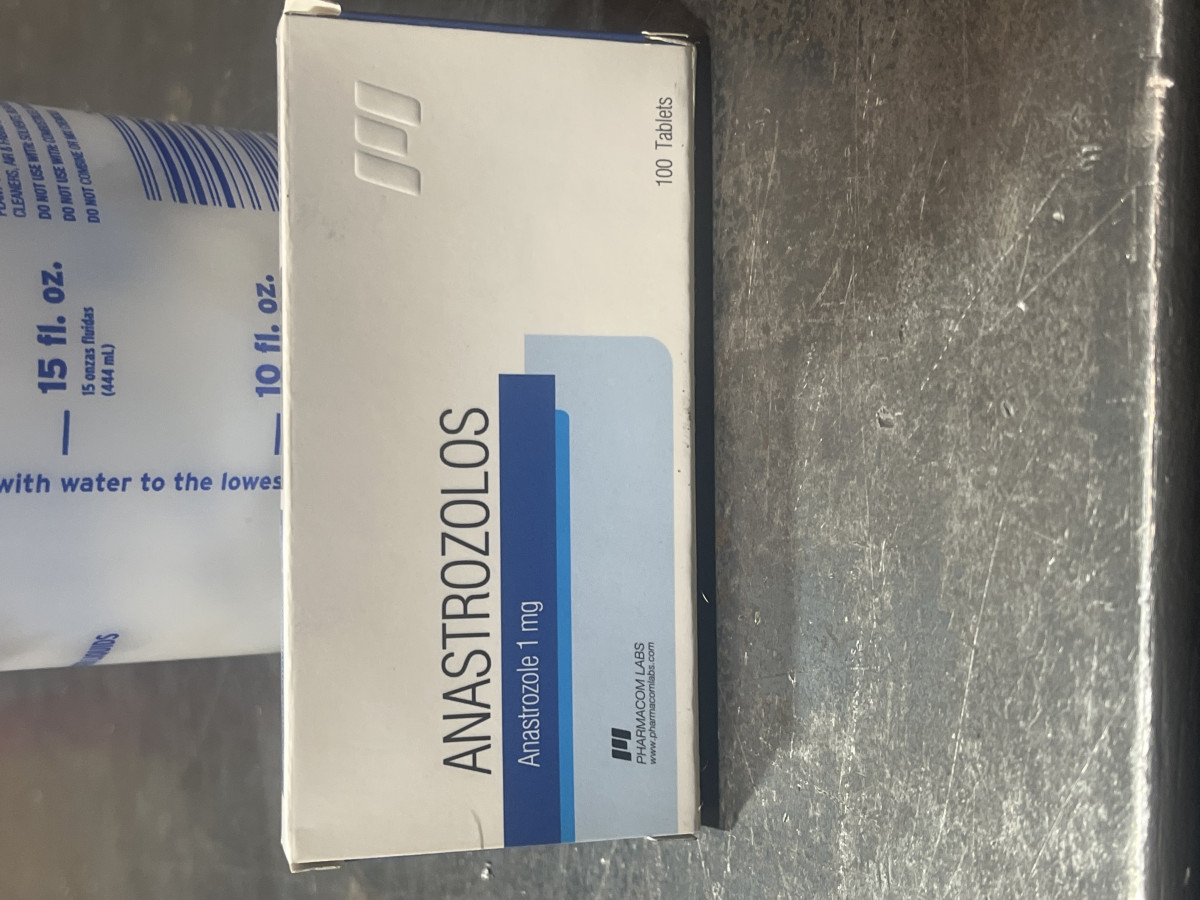 ANASTROZOLOS
Anastrozole 1 mg
PHARMACOM LABS
www.pharmacomlabs.com
100 Tablets
DO NOT USE WITH
DO NOT USE WITH
DO NOT COMBINE
15 fl. oz.
15 onzas fluidas
(444 mL)
10 fl. oz.
with water to the lowes